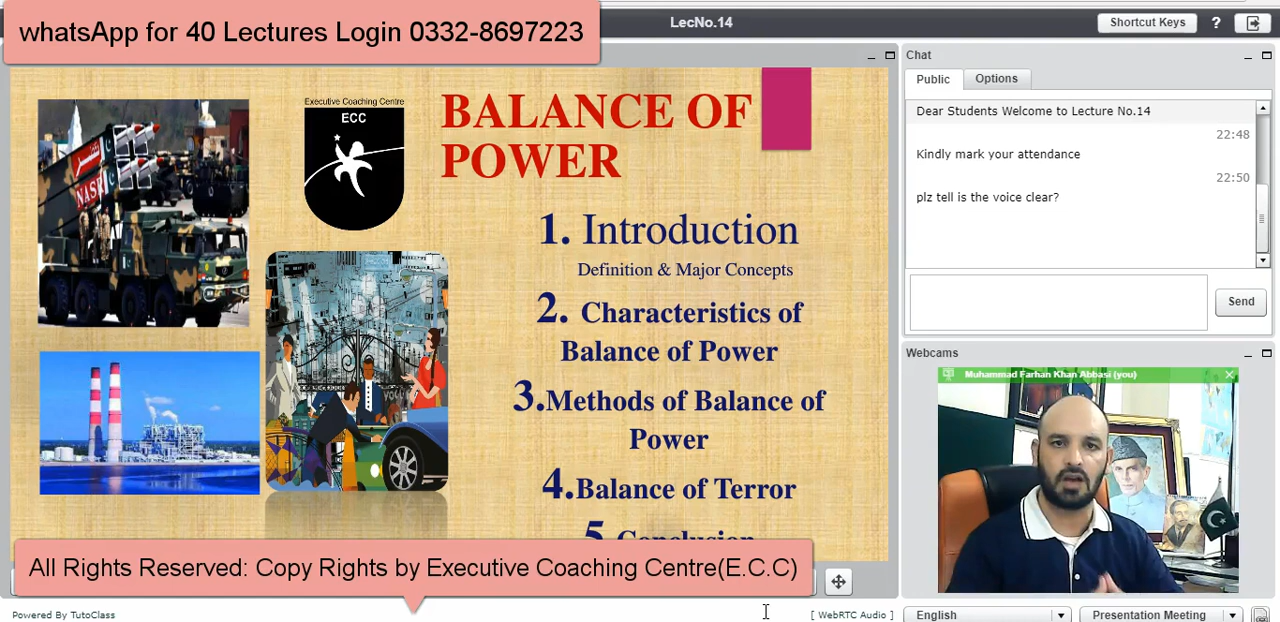 whatsApp for 40 Lectures Login 0332-8697223
LecNo.14
Shortcut Keys
?
Executive Coaching Centre
ECC
NASR
BALANCE OF
POWER
1. Introduction
Definition & Major Concepts
2. Characteristics of
Balance of Power
3.Methods of Balance of
Power
4.Balance of Terror
5.Conclusion
All Rights Reserved: Copy Rights by Executive Coaching Centre(E.C.C)
Powered By TutoClass
[ WebRTC Audio ]
Chat
Public
Options
Dear Students Welcome to Lecture No.14
22:48
Kindly mark your attendance
22:50
plz tell is the voice clear?
Send
Webcams
Muhammad Farhan Khan Abbasi (you)
English
Presentation Meeting